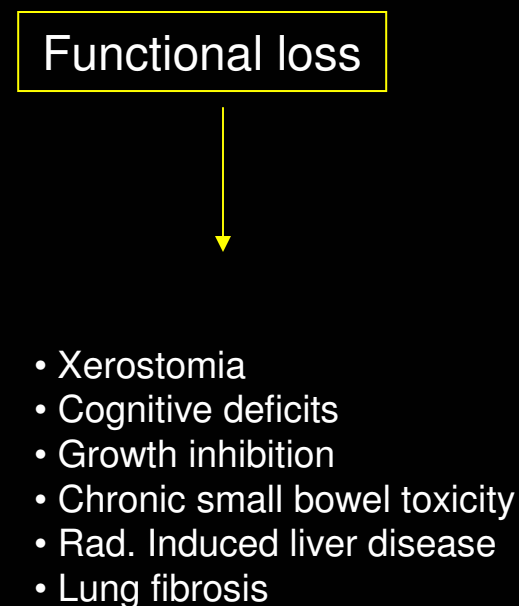 Functional loss
• Xerostomia
• Cognitive deficits
• Growth inhibition
• Chronic small bowel toxicity
• Rad. Induced liver disease
• Lung fibrosis